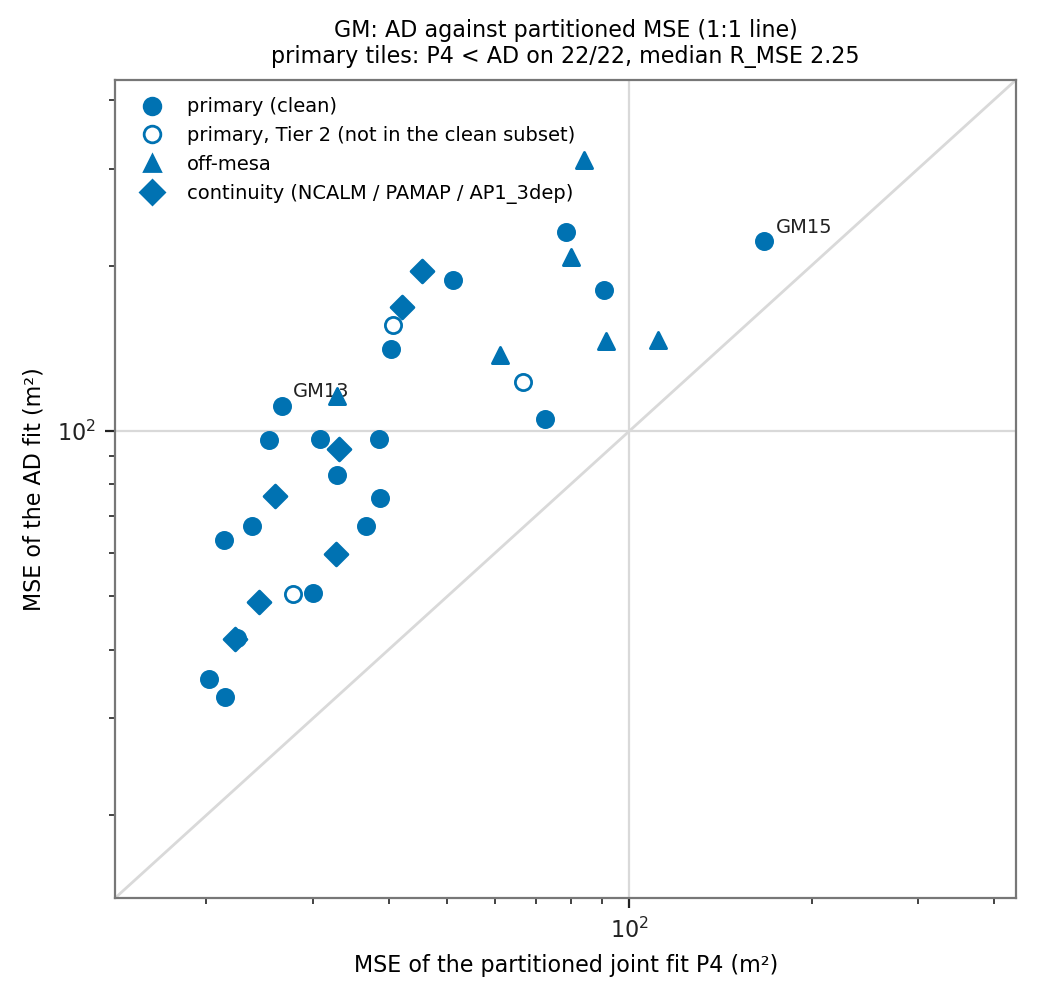 GM: AD against partitioned MSE (1:1 line)
primary tiles: P4 < AD on 22/22, median R_MSE 2.25
primary (clean)
primary, Tier 2 (not in the clean subset)
off-mesa
continuity (NCALM / PAMAP / AP1_3dep)
GM15
GM13
10²
MSE of the AD fit (m²)
10²
MSE of the partitioned joint fit P4 (m²)